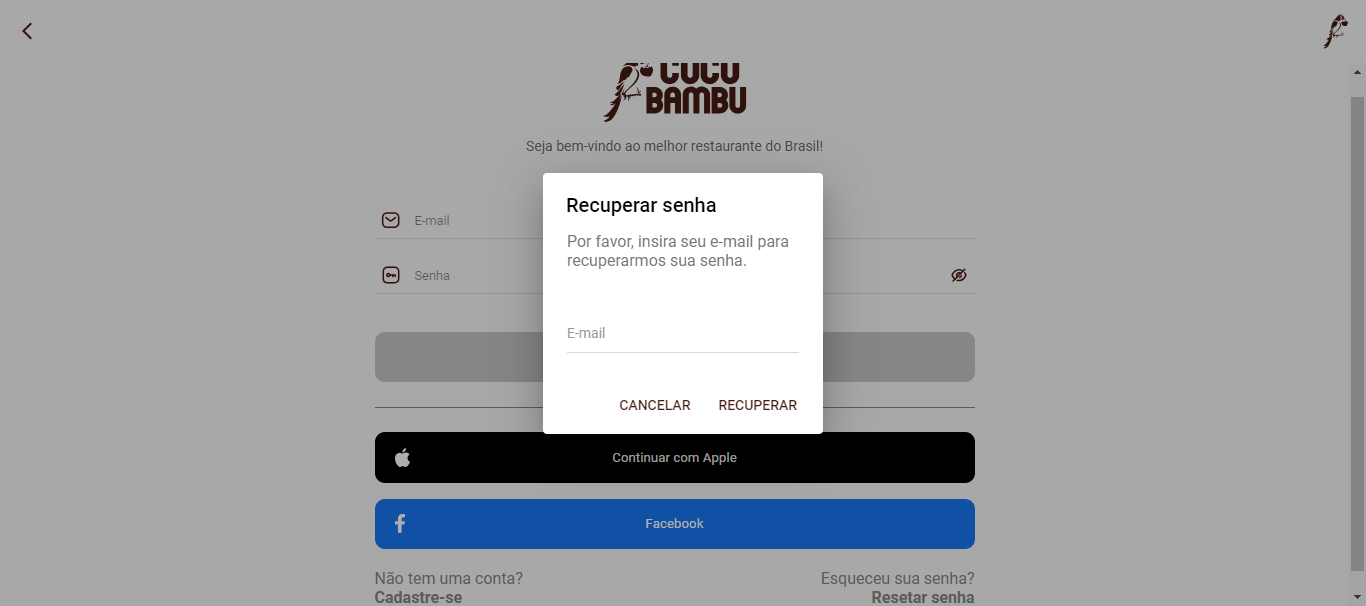 COCO
BAMBU
Seja bem-vindo ao melhor restaurante do Brasil!
E-mail
Senha
Recuperar senha
Por favor, insira seu e-mail para
recuperarmos sua senha.
E-mail
CANCELAR
RECUPERAR
Continuar com Apple
Facebook
Não tem uma conta?
Cadastre-se
Esqueceu sua senha?
Resetar senha